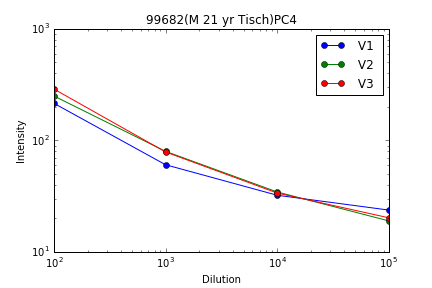 99682(M 21 yr Tisch)PC4
10³
V1
V2
V3
10²
Intensity
10¹
10² 10³ 10⁴ 10⁵
Dilution